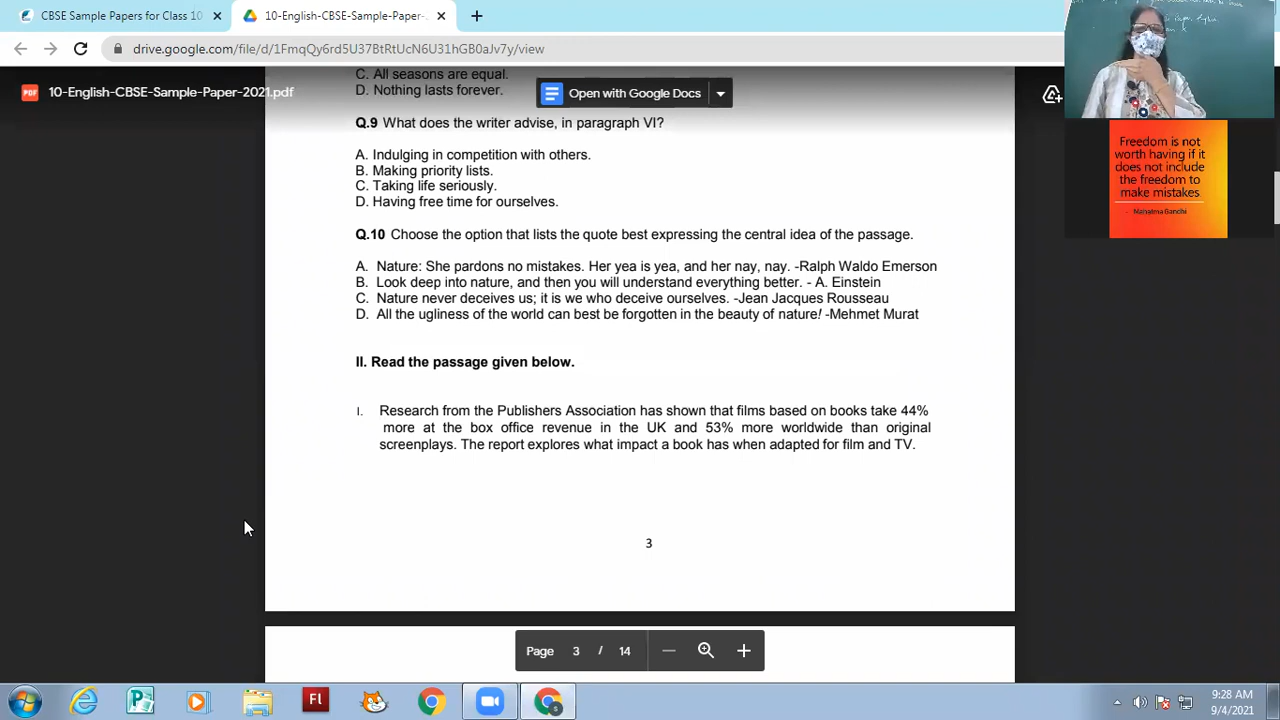 CBSE Sample Papers for Class 10
10-English-CBSE-Sample-Paper-
drive.google.com/file/d/1FmqQy6rd5U37BtRtUcN6U31hGB0aJv7y/view
PDF
10-English-CBSE-Sample-Paper-2021.pdf
Open with Google Docs
C. All seasons are equal.
D. Nothing lasts forever.
Q.9 What does the writer advise, in paragraph VI?
A. Indulging in competition with others.
B. Making priority lists.
C. Taking life seriously.
D. Having free time for ourselves.
Q.10 Choose the option that lists the quote best expressing the central idea of the passage.
A. Nature: She pardons no mistakes. Her yea is yea, and her nay, nay. -Ralph Waldo Emerson
B. Look deep into nature, and then you will understand everything better. - A. Einstein
C. Nature never deceives us; it is we who deceive ourselves. -Jean Jacques Rousseau
D. All the ugliness of the world can best be forgotten in the beauty of nature! -Mehmet Murat
II. Read the passage given below.
I. Research from the Publishers Association has shown that films based on books take 44%
more at the box office revenue in the UK and 53% more worldwide than original
screenplays. The report explores what impact a book has when adapted for film and TV.
3
Page 3 / 14
Freedom is not
worth having if it
does not include
the freedom to
make mistakes
- Mahatma Gandhi
Fl
9:28 AM
9/4/2021